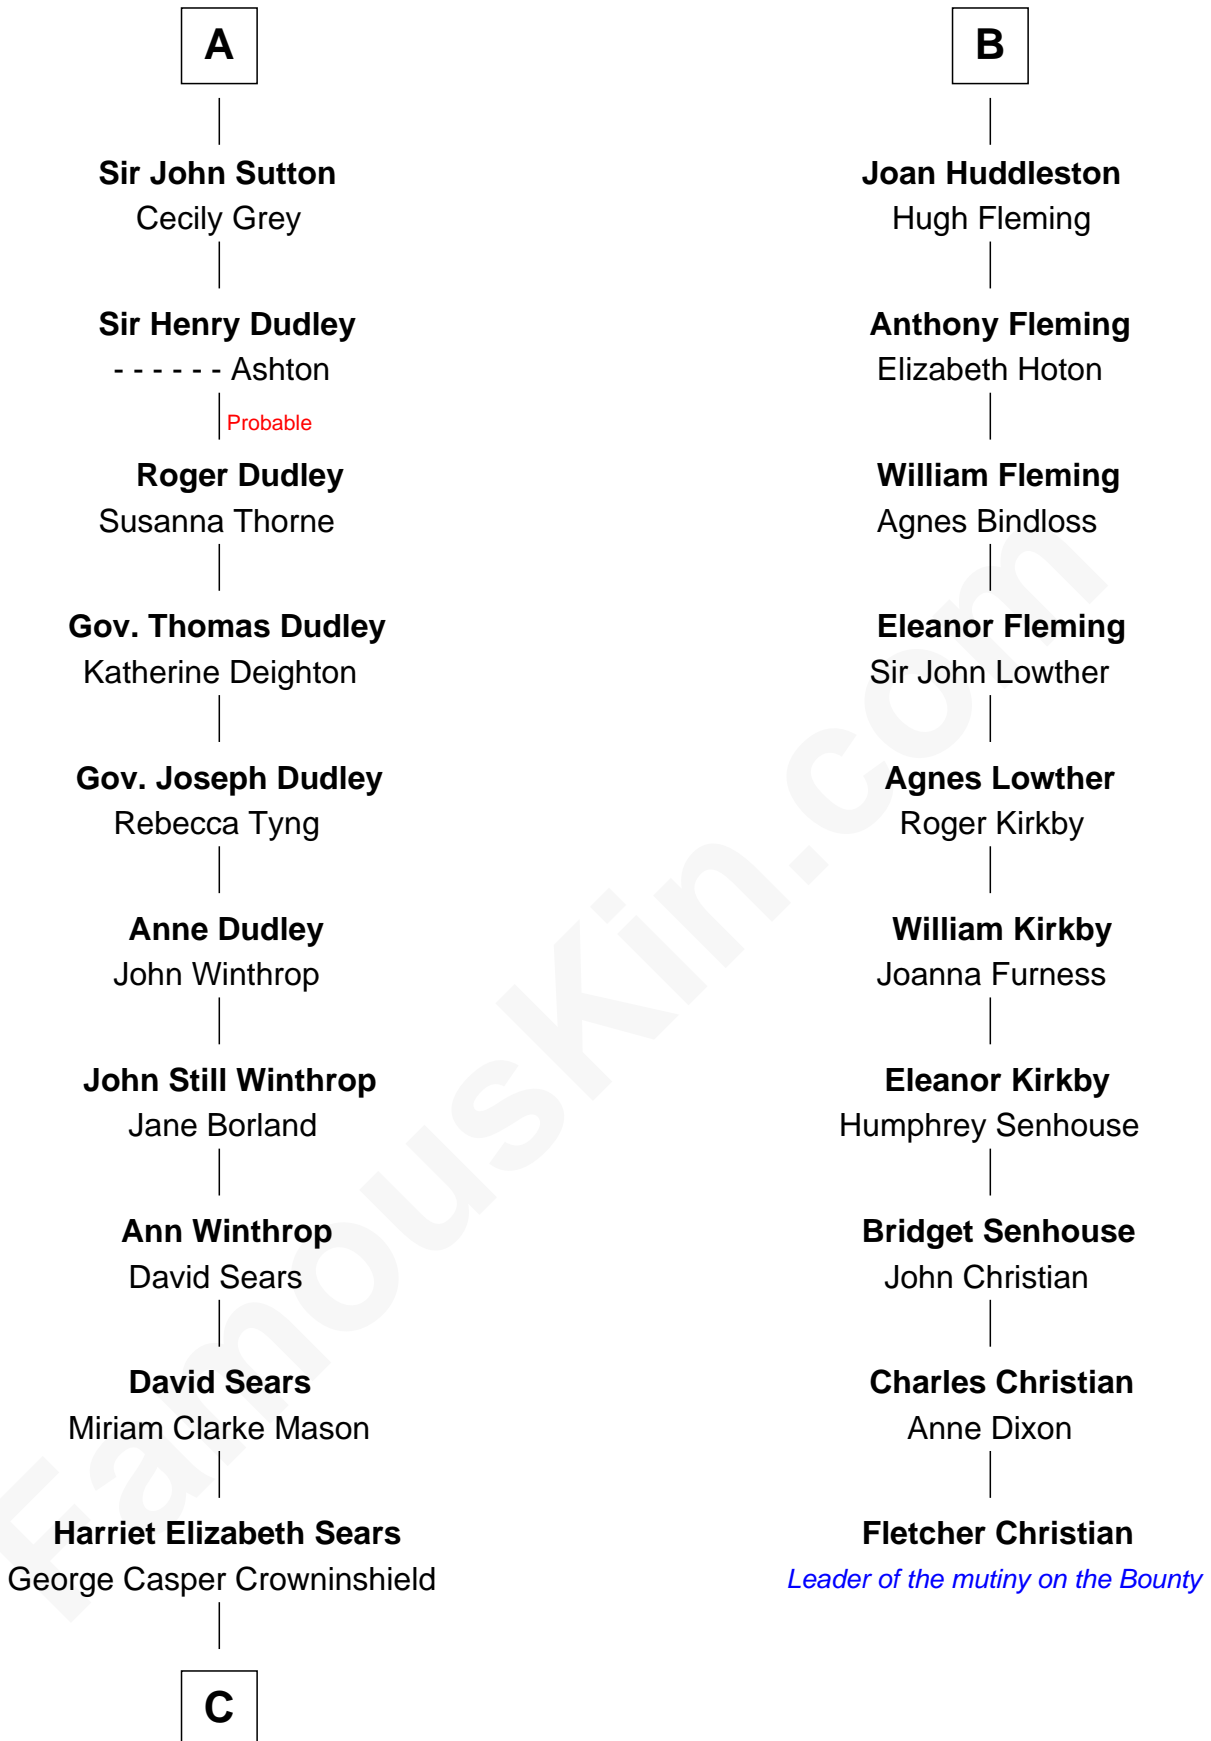 A
Sir John Sutton
Cecily Grey
Sir Henry Dudley
- - - - - - Ashton
Probable
Roger Dudley
Susanna Thorne
Gov. Thomas Dudley
Katherine Deighton
Gov. Joseph Dudley
Rebecca Tyng
Anne Dudley
John Winthrop
John Still Winthrop
Jane Borland
Ann Winthrop
David Sears
David Sears
Miriam Clarke Mason
Harriet Elizabeth Sears
George Casper Crowninshield
C
B
Joan Huddleston
Hugh Fleming
Anthony Fleming
Elizabeth Hoton
William Fleming
Agnes Bindloss
Eleanor Fleming
Sir John Lowther
Agnes Lowther
Roger Kirkby
William Kirkby
Joanna Furness
Eleanor Kirkby
Humphrey Senhouse
Bridget Senhouse
John Christian
Charles Christian
Anne Dixon
Fletcher Christian
Leader of the mutiny on the Bounty
FamousKin.com